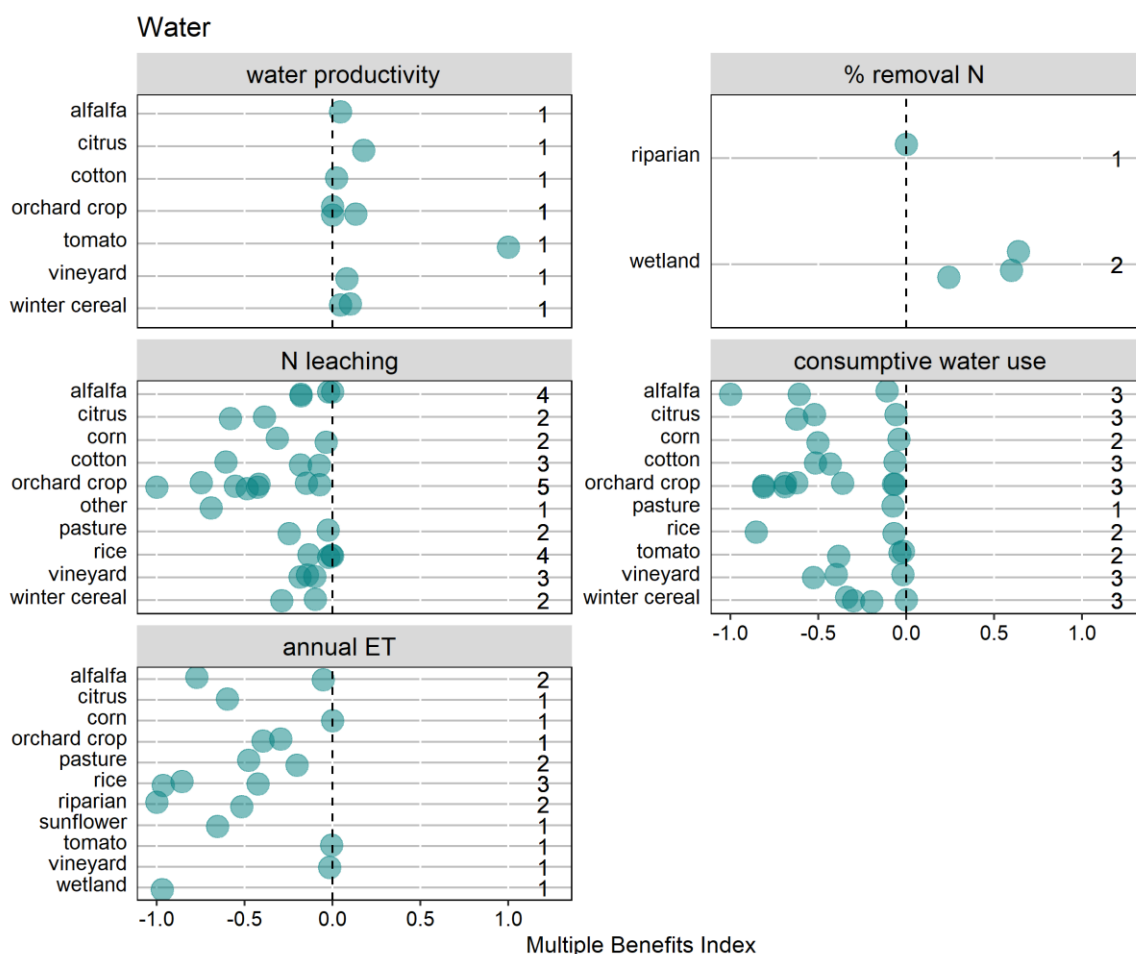 Water
water productivity
alfalfa 1
citrus 1
cotton 1
orchard crop 1
tomato 1
vineyard 1
winter cereal 1
% removal N
riparian 1
wetland 2
N leaching
alfalfa 4
citrus 2
corn 2
cotton 3
orchard crop 5
other 1
pasture 2
rice 4
vineyard 3
winter cereal 2
consumptive water use
alfalfa 3
citrus 3
corn 2
cotton 3
orchard crop 3
pasture 1
rice 2
tomato 2
vineyard 3
winter cereal 3
-1.0 -0.5 0.0 0.5 1.0
annual ET
alfalfa 2
citrus 1
corn 1
orchard crop 1
pasture 2
rice 3
riparian 2
sunflower 1
tomato 1
vineyard 1
wetland 1
-1.0 -0.5 0.0 0.5 1.0
Multiple Benefits Index